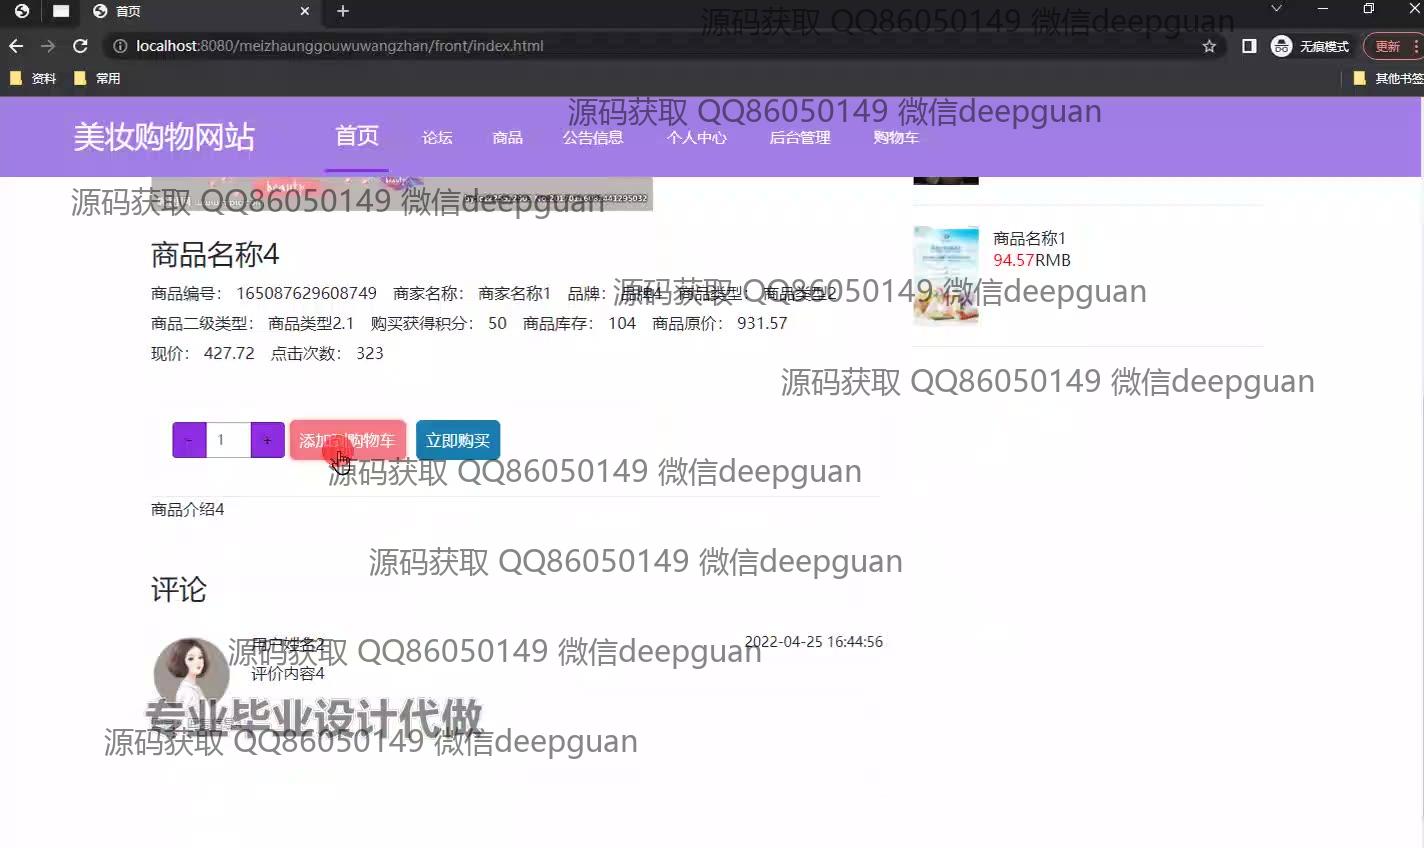 首页
localhost:8080/meizhaunggouwuwangzhan/front/index.html
无痕模式
更新
资料
常用
其他书签
源码获取 QQ86050149 微信deepguan
源码获取 QQ86050149 微信deepguan
美妆购物网站
首页
论坛
商品
公告信息
个人中心
后台管理
购物车
源码获取 QQ86050149 微信deepguan
beauty
商品名称4
商品名称1
94.57RMB
商品编号： 165087629608749 商家名称： 商家名称1 品牌： 品牌4 商品类型： 商品类型2
源码获取 QQ86050149 微信deepguan
商品二级类型： 商品类型2.1 购买获得积分： 50 商品库存： 104 商品原价： 931.57
现价： 427.72 点击次数： 323
源码获取 QQ86050149 微信deepguan
- 1 +
添加到购物车
立即购买
源码获取 QQ86050149 微信deepguan
商品介绍4
源码获取 QQ86050149 微信deepguan
评论
用户姓名2
2022-04-25 16:44:56
源码获取 QQ86050149 微信deepguan
评价内容4
专业毕业设计代做
源码获取 QQ86050149 微信deepguan